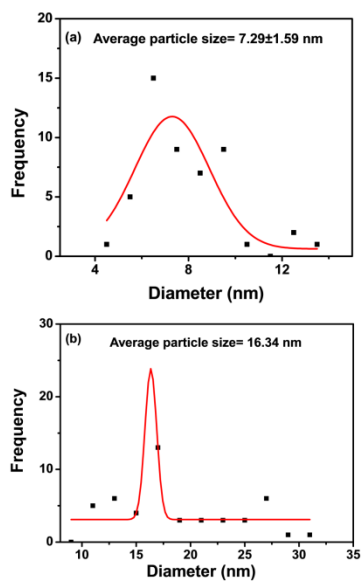 (a)
Average particle size= 7.29±1.59 nm
20
15
10
5
0
Frequency
4
8
12
Diameter (nm)
(b)
Average particle size= 16.34 nm
30
20
10
0
Frequency
10
15
20
25
30
35
Diameter (nm)